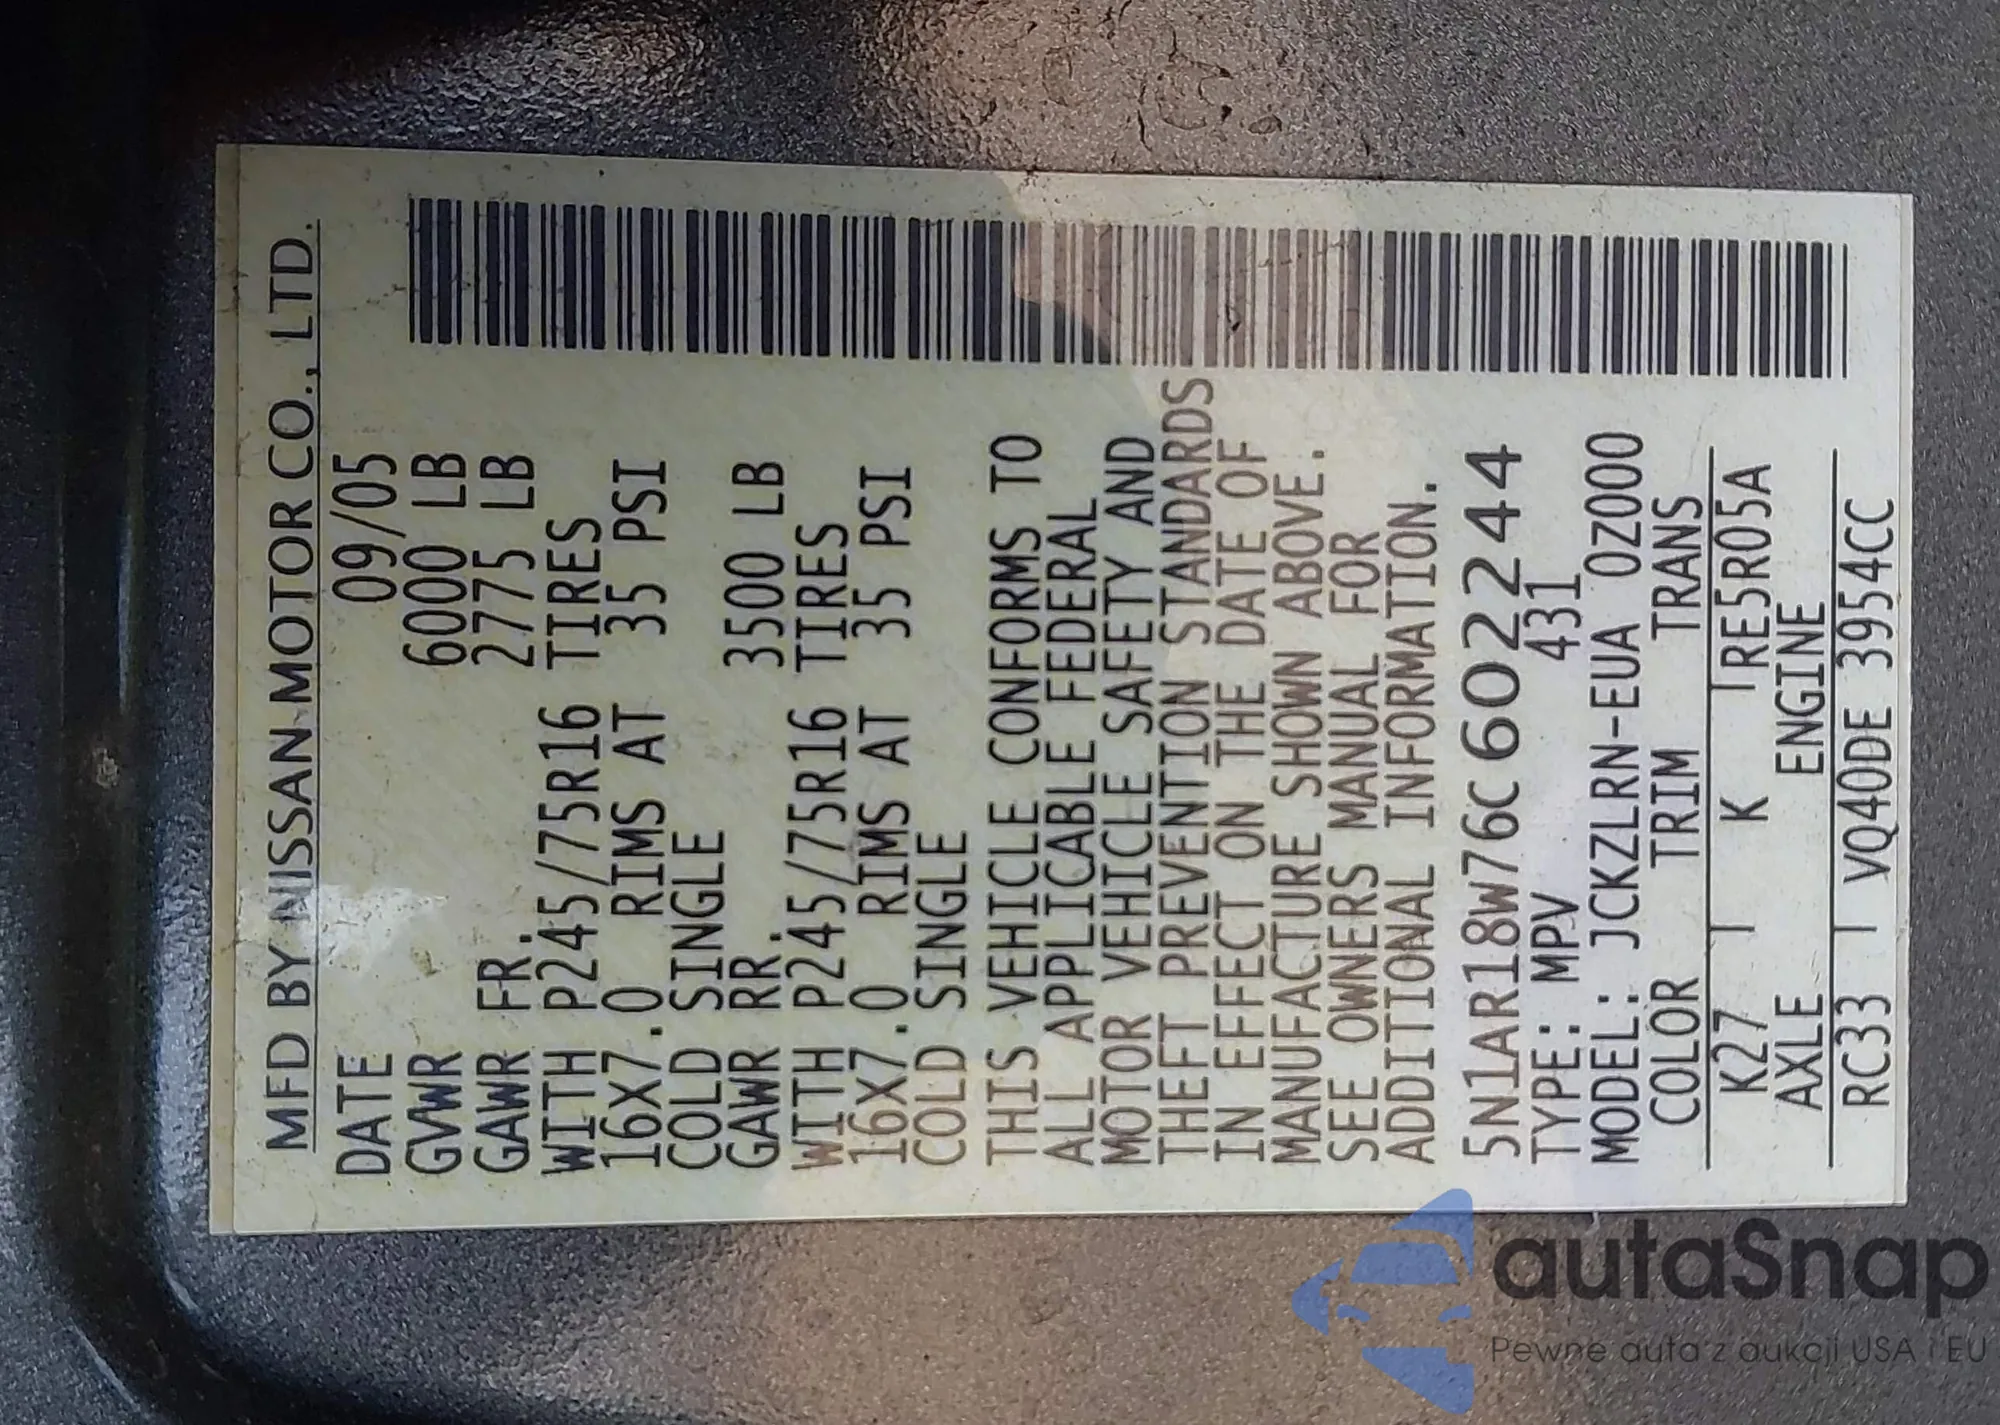 MFD BY NISSAN MOTOR CO., LTD.
DATE 09/05
GVWR 6000 LB
GAWR FR. 2775 LB
WITH P245/75R16 TIRES
16X7.0 RIMS AT 35 PSI
COLD SINGLE
GAWR RR. 3500 LB
WITH P245/75R16 TIRES
16X7.0 RIMS AT 35 PSI
COLD SINGLE
THIS VEHICLE CONFORMS TO
ALL APPLICABLE FEDERAL
MOTOR VEHICLE SAFETY AND
THEFT PREVENTION STANDARDS
IN EFFECT ON THE DATE OF
MANUFACTURE SHOWN ABOVE.
SEE OWNERS MANUAL FOR
ADDITIONAL INFORMATION.
5N1AR18W76C602244
TYPE: MPV 431
MODEL: JCKZLRN-EUA 0Z000
COLOR TRIM TRANS
K27 K RE5R05A
AXLE ENGINE
RC33 VQ40DE 3954CC
autaSnap
Pewne auta z aukcji USA i EU